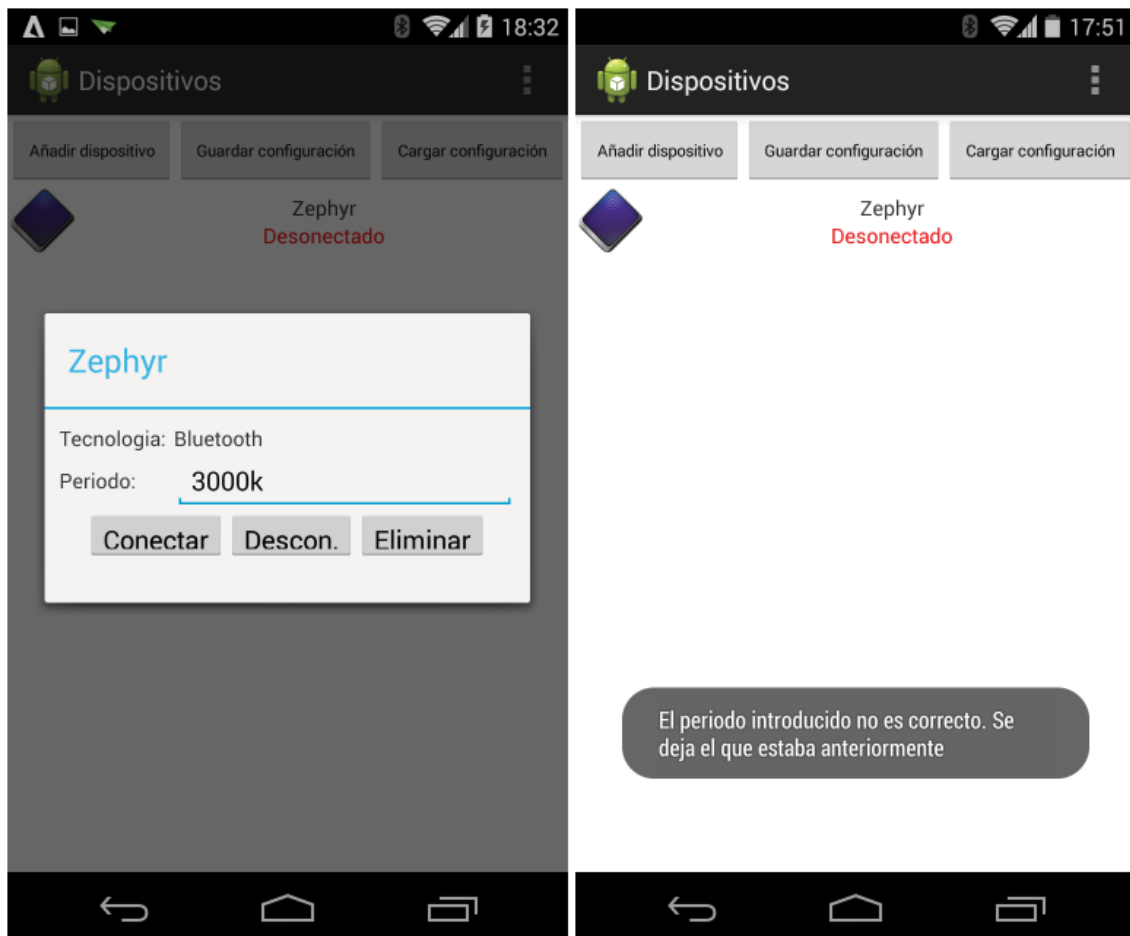 18:32
Dispositivos
Añadir dispositivo Guardar configuración Cargar configuración
Zephyr
Desonectado
Zephyr
Tecnologia: Bluetooth
Periodo: 3000k
Conectar Descon. Eliminar
17:51
Dispositivos
Añadir dispositivo Guardar configuración Cargar configuración
Zephyr
Desonectado
El periodo introducido no es correcto. Se
deja el que estaba anteriormente